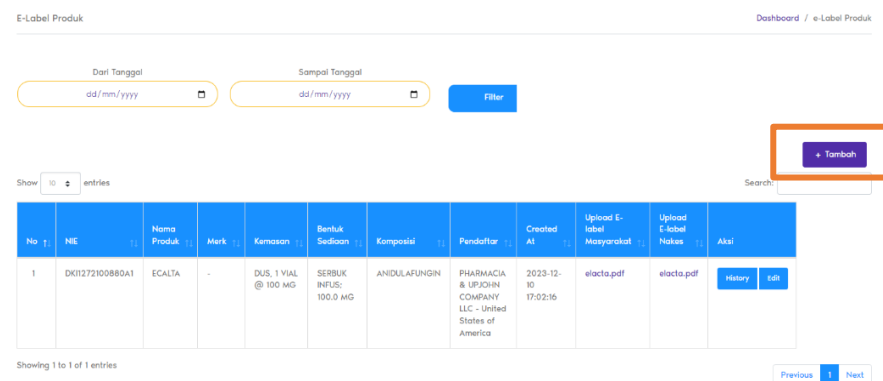 E-Label Produk
Dashboard / e-Label Produk
Dari Tanggal
Sampai Tanggal
dd/mm/yyyy
dd/mm/yyyy
Filter
+ Tambah
Show 10 entries
Search:
No NIE Nama Produk Merk Kemasan Bentuk Sediaan Komposisi Pendaftar Created At Upload E-label Masyarakat Upload E-label Nakes Aksi
1 DKI1272100880A1 ECALTA - DUS, 1 VIAL @ 100 MG SERBUK INFUS; 100.0 MG ANIDULAFUNGIN PHARMACIA & UPJOHN COMPANY LLC - United States of America 2023-12-10 17:02:16 elacta.pdf elacta.pdf History Edit
Showing 1 to 1 of 1 entries
Previous 1 Next